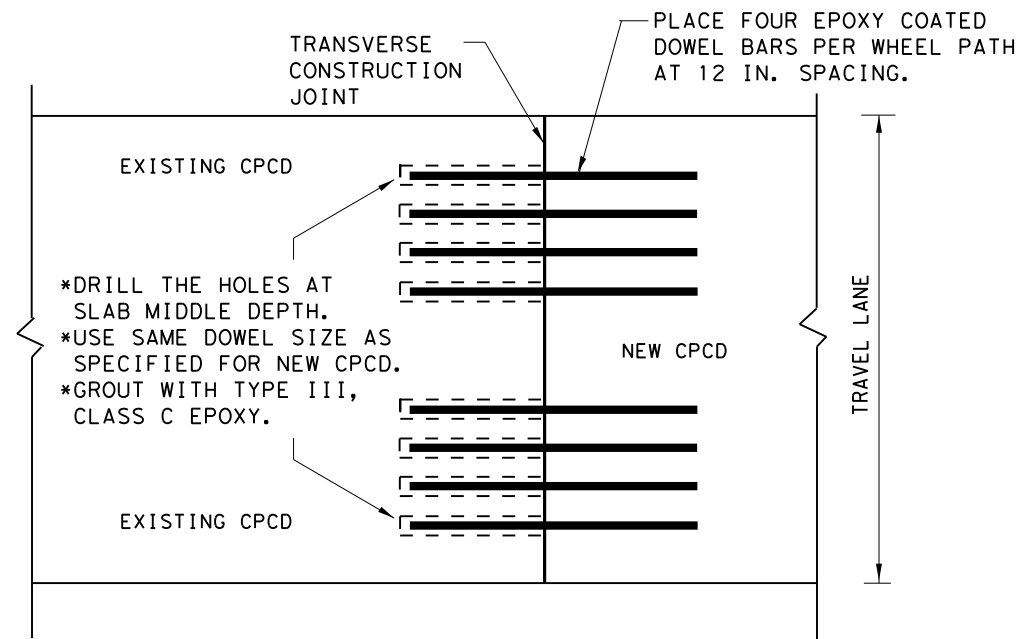 PLACE FOUR EPOXY COATED
DOWEL BARS PER WHEEL PATH
AT 12 IN. SPACING.
TRANSVERSE
CONSTRUCTION
JOINT
EXISTING CPCD
*DRILL THE HOLES AT
SLAB MIDDLE DEPTH.
*USE SAME DOWEL SIZE AS
SPECIFIED FOR NEW CPCD.
*GROUT WITH TYPE III,
CLASS C EPOXY.
NEW CPCD
TRAVEL LANE
EXISTING CPCD